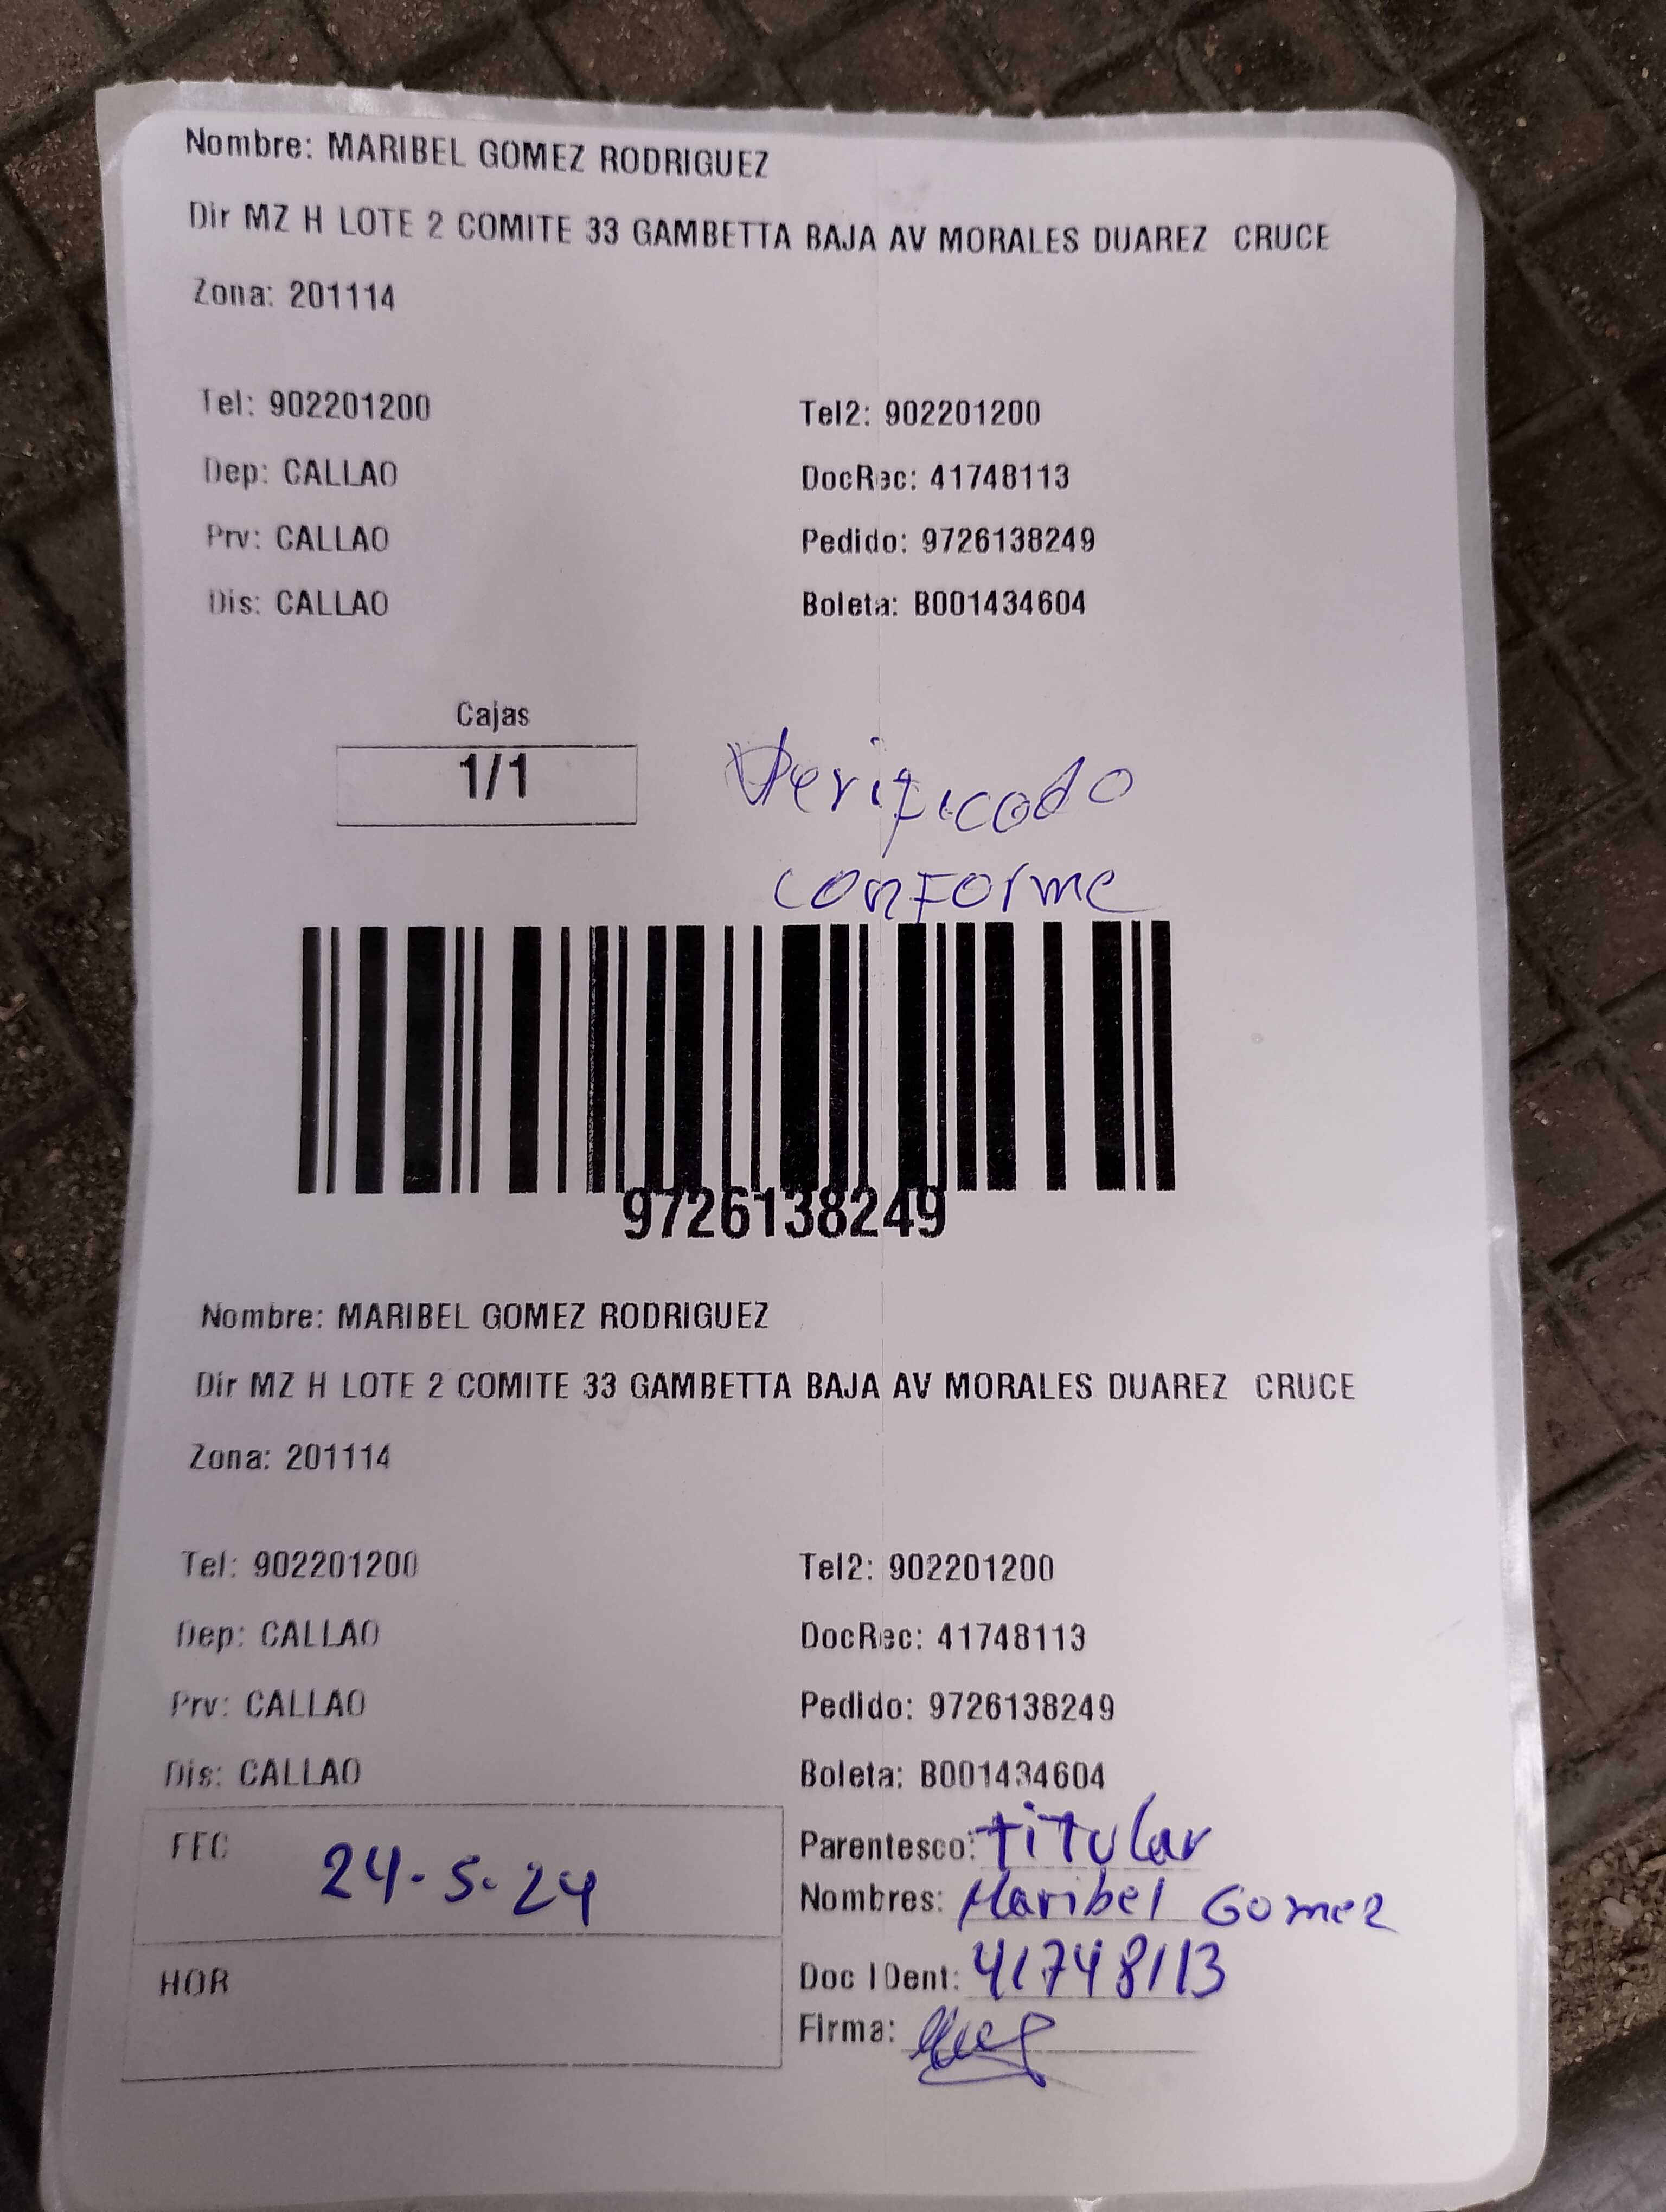 Nombre: MARIBEL GOMEZ RODRIGUEZ
Dir MZ H LOTE 2 COMITE 33 GAMBETTA BAJA AV MORALES DUAREZ CRUCE
Zona: 201114
Tel: 902201200 Tel2: 902201200
Dep: CALLAO DocRec: 41748113
Prv: CALLAO Pedido: 9726138249
Dis: CALLAO Boleta: B001434604
Cajas
1/1
Verificado
conforme
9726138249
Nombre: MARIBEL GOMEZ RODRIGUEZ
Dir MZ H LOTE 2 COMITE 33 GAMBETTA BAJA AV MORALES DUAREZ CRUCE
Zona: 201114
Tel: 902201200 Tel2: 902201200
Dep: CALLAO DocRec: 41748113
Prv: CALLAO Pedido: 9726138249
Dis: CALLAO Boleta: B001434604
FEC 24-5-24 Parentesco: titular
Nombres: Maribel Gomez
HOR Doc IDent: 41748113
Firma: